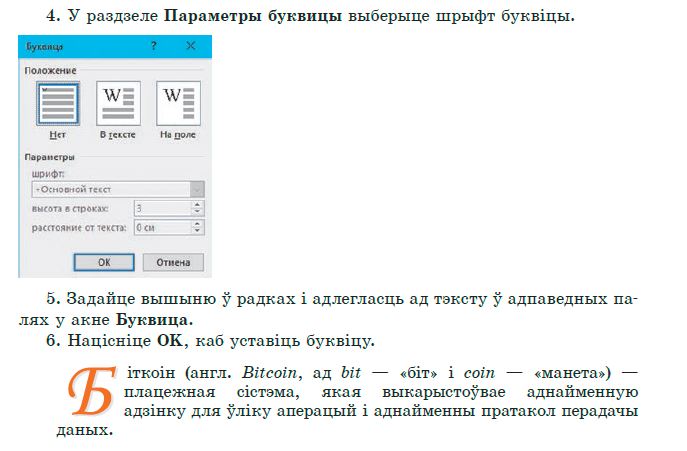 4. У раздзеле Параметры буквицы выберыце шрыфт буквіцы.
Буквица ? ×
Положение
W W
Нет В тексте На поле
Параметры
шрифт:
+Основной текст
высота в строках: 3
расстояние от текста: 0 см
ОК Отмена
5. Задайце вышыню ў радках і адлегласць ад тэксту ў адпаведных па-
лях у акне Буквица.
6. Націсніце OK, каб уставіць буквіцу.
Біткоін (англ. Bitcoin, ад bit — «біт» і coin — «манета») —
плацежная сістэма, якая выкарыстоўвае аднайменную
адзінку для ўліку аперацый і аднайменны пратакол перадачы
даных.